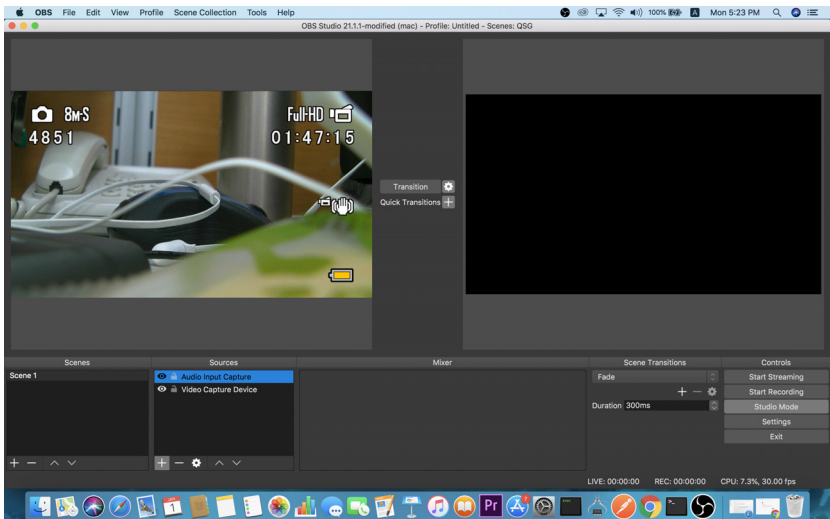 OBS File Edit View Profile Scene Collection Tools Help 100% A Mon 5:23 PM
OBS Studio 21.1.1-modified (mac) - Profile: Untitled - Scenes: QSG
8M-S Full-HD
4851 01:47:15
Transition
Quick Transitions
Scenes Sources Mixer Scene Transitions Controls
Scene 1 Audio Input Capture Fade Start Streaming
Video Capture Device Start Recording
Duration 300ms Studio Mode
Settings
Exit
LIVE: 00:00:00 REC: 00:00:00 CPU: 7.3%, 30.00 fps
1 Pr